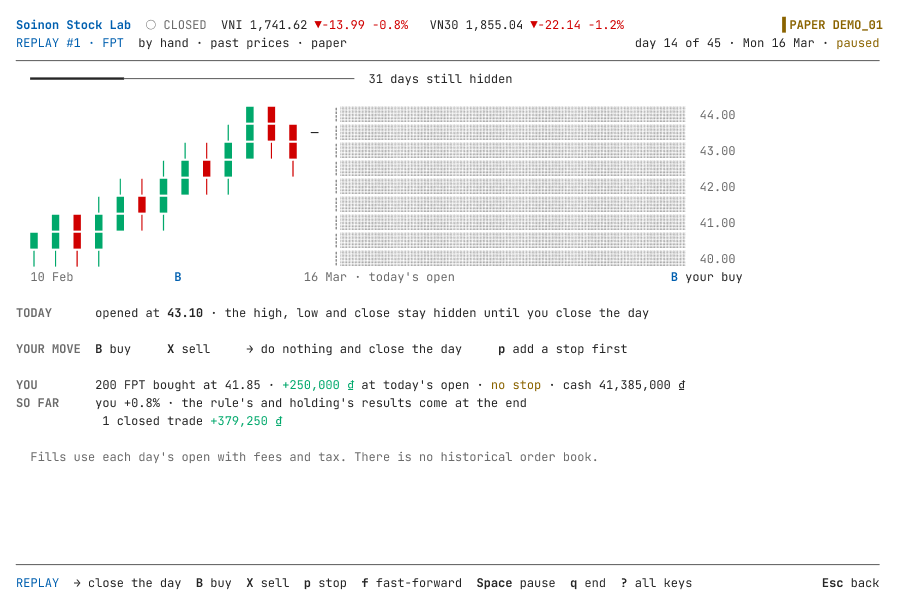 Soinon Stock Lab ○ CLOSED VNI 1,741.62 ▼-13.99 -0.8% VN30 1,855.04 ▼-22.14 -1.2% PAPER DEMO_01
REPLAY #1 · FPT by hand · past prices · paper day 14 of 45 · Mon 16 Mar · paused
31 days still hidden
44.00
43.00
42.00
41.00
40.00
10 Feb B 16 Mar · today's open B your buy
TODAY opened at 43.10 · the high, low and close stay hidden until you close the day
YOUR MOVE B buy X sell → do nothing and close the day p add a stop first
YOU 200 FPT bought at 41.85 · +250,000 ₫ at today's open · no stop · cash 41,385,000 ₫
SO FAR you +0.8% · the rule's and holding's results come at the end
1 closed trade +379,250 ₫
Fills use each day's open with fees and tax. There is no historical order book.
REPLAY → close the day B buy X sell p stop f fast-forward Space pause q end ? all keys Esc back